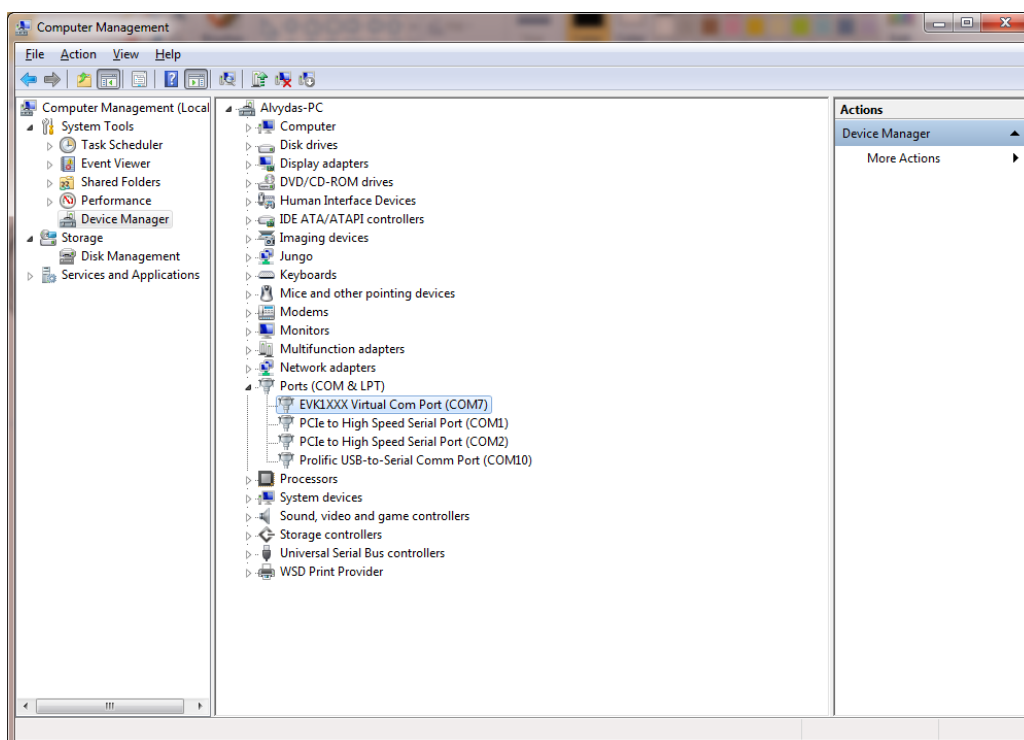 Computer Management
File Action View Help
Computer Management (Local
System Tools
Task Scheduler
Event Viewer
Shared Folders
Performance
Device Manager
Storage
Disk Management
Services and Applications
Alvydas-PC
Computer
Disk drives
Display adapters
DVD/CD-ROM drives
Human Interface Devices
IDE ATA/ATAPI controllers
Imaging devices
Jungo
Keyboards
Mice and other pointing devices
Modems
Monitors
Multifunction adapters
Network adapters
Ports (COM & LPT)
EVK1XXX Virtual Com Port (COM7)
PCIe to High Speed Serial Port (COM1)
PCIe to High Speed Serial Port (COM2)
Prolific USB-to-Serial Comm Port (COM10)
Processors
System devices
Sound, video and game controllers
Storage controllers
Universal Serial Bus controllers
WSD Print Provider
Actions
Device Manager
More Actions